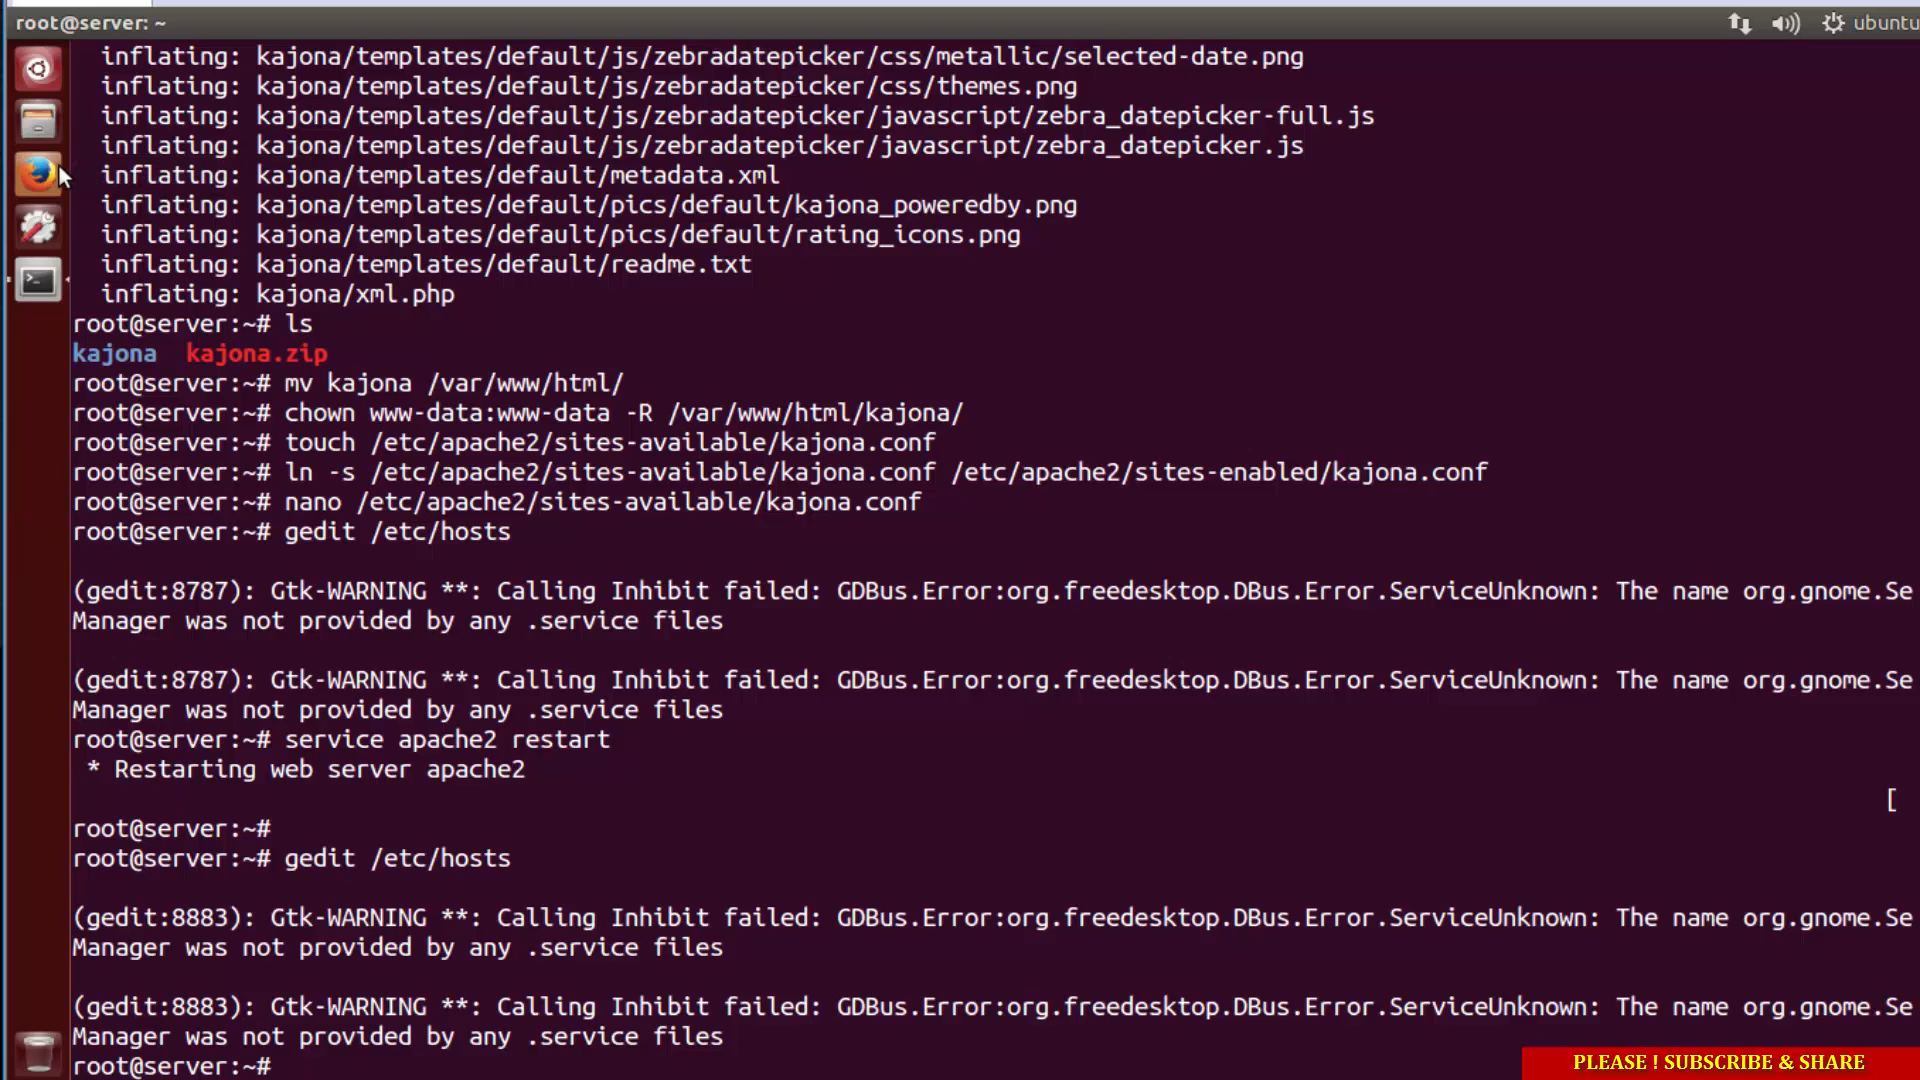 root@server: ~
ubuntu
inflating: kajona/templates/default/js/zebradatepicker/css/metallic/selected-date.png
inflating: kajona/templates/default/js/zebradatepicker/css/themes.png
inflating: kajona/templates/default/js/zebradatepicker/javascript/zebra_datepicker-full.js
inflating: kajona/templates/default/js/zebradatepicker/javascript/zebra_datepicker.js
inflating: kajona/templates/default/metadata.xml
inflating: kajona/templates/default/pics/default/kajona_poweredby.png
inflating: kajona/templates/default/pics/default/rating_icons.png
inflating: kajona/templates/default/readme.txt
inflating: kajona/xml.php
root@server:~# ls
kajona  kajona.zip
root@server:~# mv kajona /var/www/html/
root@server:~# chown www-data:www-data -R /var/www/html/kajona/
root@server:~# touch /etc/apache2/sites-available/kajona.conf
root@server:~# ln -s /etc/apache2/sites-available/kajona.conf /etc/apache2/sites-enabled/kajona.conf
root@server:~# nano /etc/apache2/sites-available/kajona.conf
root@server:~# gedit /etc/hosts
(gedit:8787): Gtk-WARNING **: Calling Inhibit failed: GDBus.Error:org.freedesktop.DBus.Error.ServiceUnknown: The name org.gnome.Se
Manager was not provided by any .service files
(gedit:8787): Gtk-WARNING **: Calling Inhibit failed: GDBus.Error:org.freedesktop.DBus.Error.ServiceUnknown: The name org.gnome.Se
Manager was not provided by any .service files
root@server:~# service apache2 restart
* Restarting web server apache2
[
root@server:~#
root@server:~# gedit /etc/hosts
(gedit:8883): Gtk-WARNING **: Calling Inhibit failed: GDBus.Error:org.freedesktop.DBus.Error.ServiceUnknown: The name org.gnome.Se
Manager was not provided by any .service files
(gedit:8883): Gtk-WARNING **: Calling Inhibit failed: GDBus.Error:org.freedesktop.DBus.Error.ServiceUnknown: The name org.gnome.Se
Manager was not provided by any .service files
root@server:~#
PLEASE ! SUBSCRIBE & SHARE